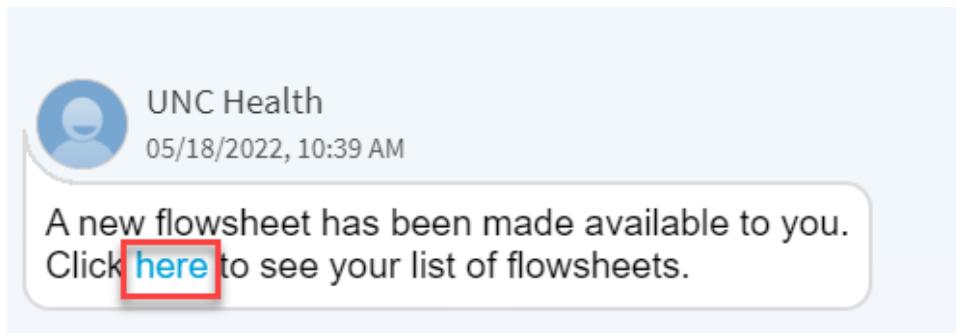 UNC Health
05/18/2022, 10:39 AM
A new flowsheet has been made available to you.
Click here to see your list of flowsheets.